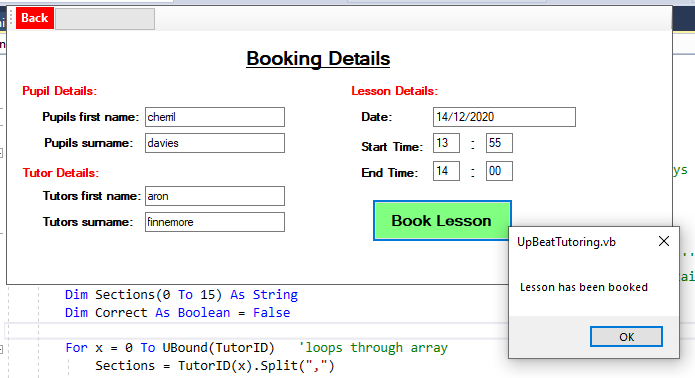 Back
Booking Details
Pupil Details:
Pupils first name: cherril
Pupils surname: davies
Tutor Details:
Tutors first name: aron
Tutors surname: finnemore
Lesson Details:
Date: 14/12/2020
Start Time: 13 : 55
End Time: 14 : 00
Book Lesson
UpBeatTutoring.vb
Lesson has been booked
OK
ys
ai
Dim Sections(0 To 15) As String
Dim Correct As Boolean = False
For x = 0 To UBound(TutorID) 'loops through array
Sections = TutorID(x).Split(",")